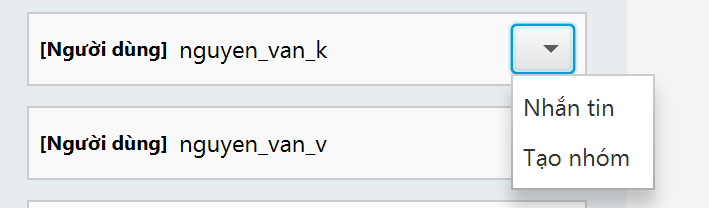 [Người dùng] nguyen_van_k
Nhắn tin
Tạo nhóm
[Người dùng] nguyen_van_v